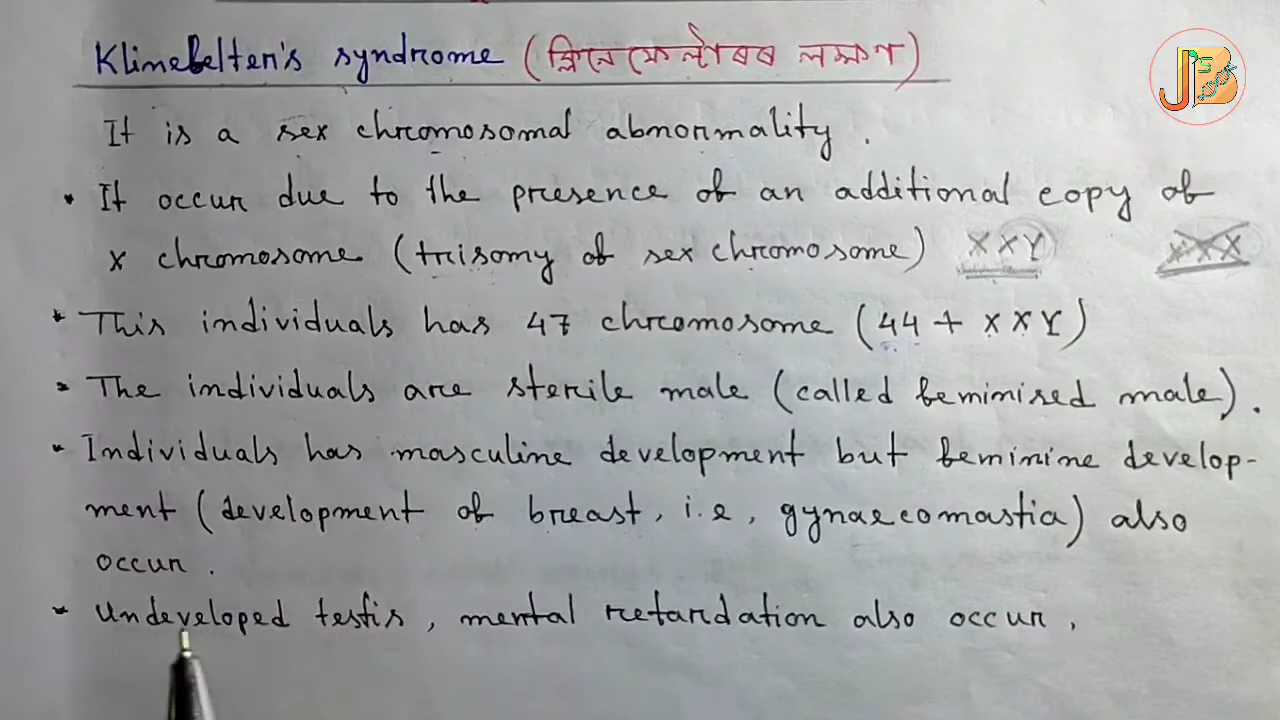 Klinefelter's syndrome (ক্লিনেফেল্টাৰৰ লক্ষণ)
It is a sex chromosomal abnormality.
• It occur due to the presence of an additional copy of
X chromosome (trisomy of sex chromosome) XXY XXX
• This individuals has 47 chromosome (44 + XXY)
• The individuals are sterile male (called feminised male).
• Individuals has masculine development but feminine develop-
ment (development of breast, i.e, gynaecomastia) also
occur.
• Undeveloped testis, mental retardation also occur.
J's B